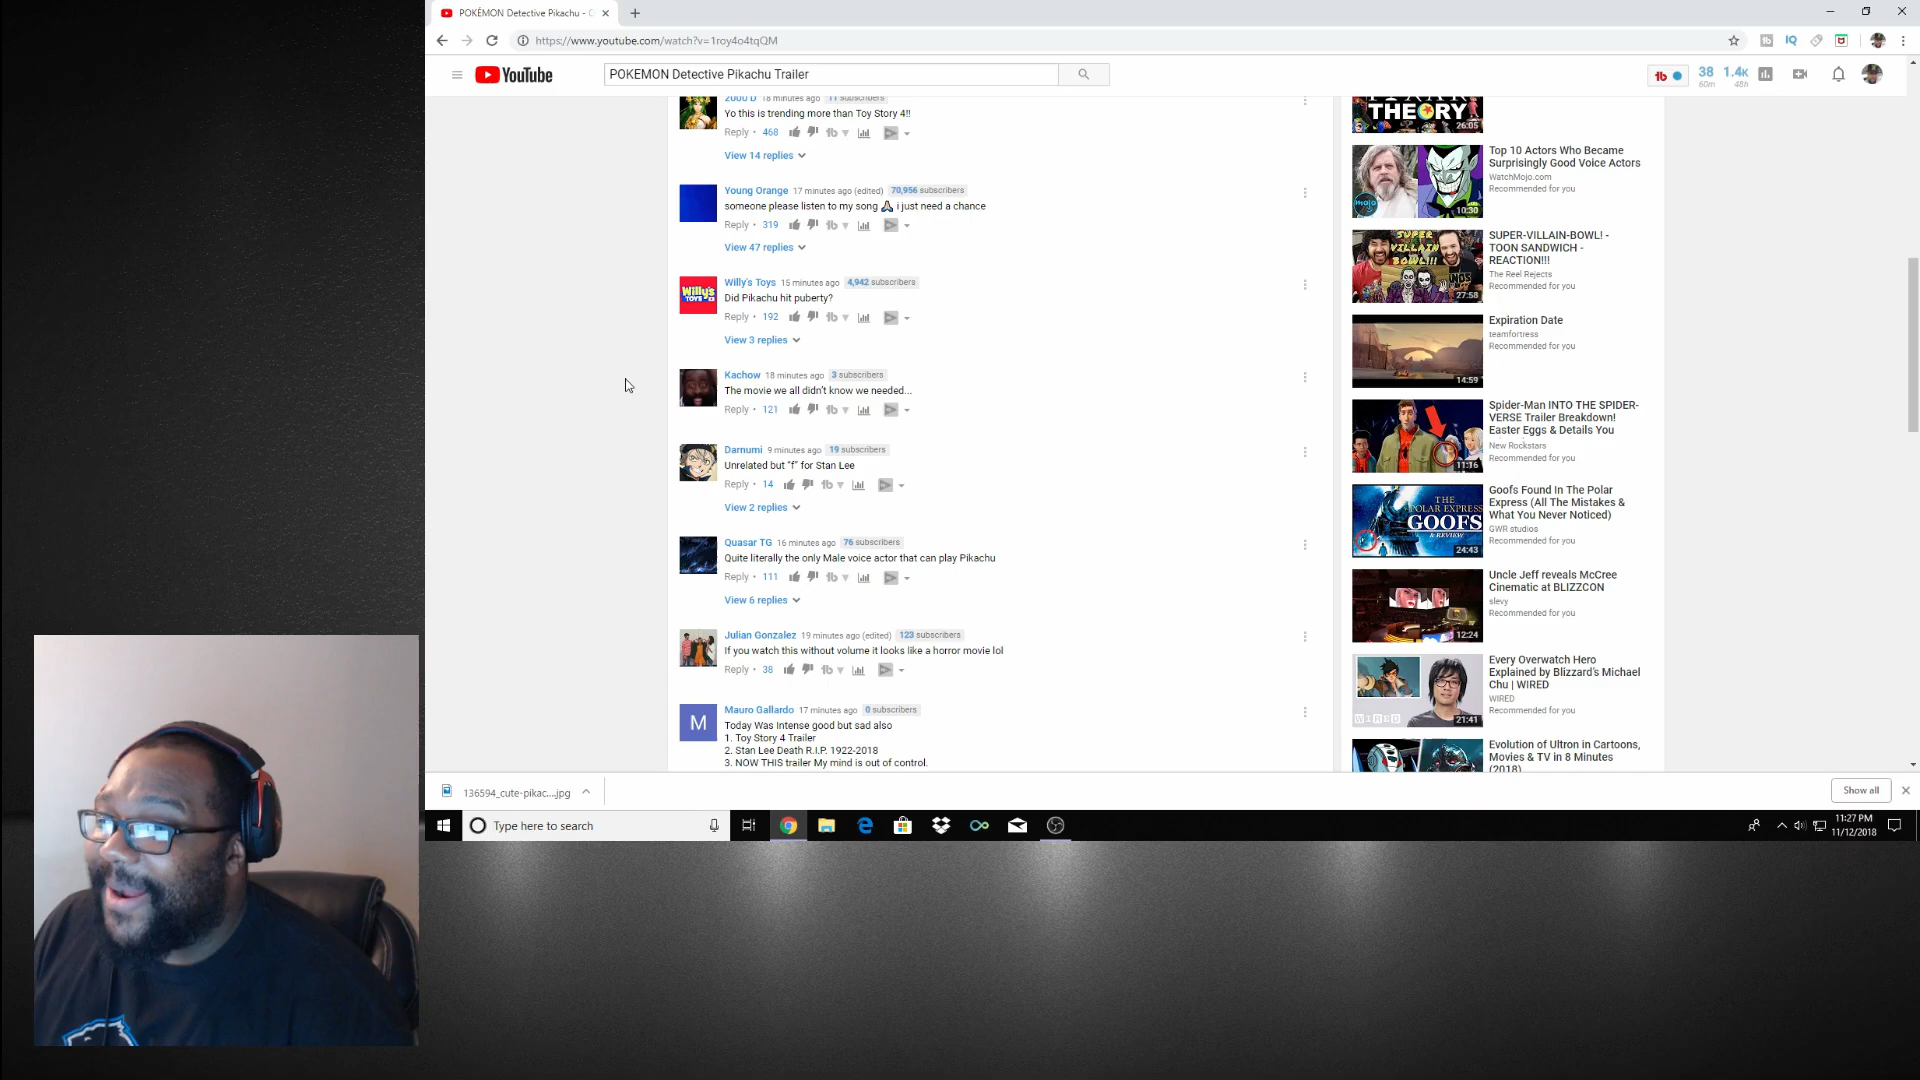 POKÉMON Detective Pikachu -
https://www.youtube.com/watch?v=1roy4o4tqQM
YouTube
POKEMON Detective Pikachu Trailer
tb
38
60m
1.4K
48h
18 minutes ago 11 subscribers
Yo this is trending more than Toy Story 4!!
Reply • 468
View 14 replies
Young Orange 17 minutes ago (edited) 70,956 subscribers
someone please listen to my song 🙏 i just need a chance
Reply • 319
View 47 replies
Willy's Toys 15 minutes ago 4,942 subscribers
Did Pikachu hit puberty?
Reply • 192
View 3 replies
Kachow 18 minutes ago 3 subscribers
The movie we all didn't know we needed...
Reply • 121
Darnumi 9 minutes ago 19 subscribers
Unrelated but "f" for Stan Lee
Reply • 14
View 2 replies
Quasar TG 16 minutes ago 76 subscribers
Quite literally the only Male voice actor that can play Pikachu
Reply • 111
View 6 replies
Julian Gonzalez 19 minutes ago (edited) 123 subscribers
If you watch this without volume it looks like a horror movie lol
Reply • 38
M
Mauro Gallardo 17 minutes ago 0 subscribers
Today Was Intense good but sad also
1. Toy Story 4 Trailer
2. Stan Lee Death R.I.P. 1922-2018
3. NOW THIS trailer My mind is out of control.
THEORY
26:05
Top 10 Actors Who Became
Surprisingly Good Voice Actors
WatchMojo.com
Recommended for you
mojo
10:30
SUPER-VILLAIN-BOWL! -
TOON SANDWICH -
REACTION!!!
The Reel Rejects
Recommended for you
SUPER
VILLAIN
BOWL!!!
27:58
Expiration Date
teamfortress
Recommended for you
14:59
Spider-Man INTO THE SPIDER-
VERSE Trailer Breakdown!
Easter Eggs & Details You
New Rockstars
Recommended for you
11:16
Goofs Found In The Polar
Express (All The Mistakes &
What You Never Noticed)
GWR studios
Recommended for you
THE
POLAR EXPRESS
GOOFS
& REVIEW
24:43
Uncle Jeff reveals McCree
Cinematic at BLIZZCON
slevy
Recommended for you
12:24
Every Overwatch Hero
Explained by Blizzard's Michael
Chu | WIRED
WIRED
Recommended for you
WIRED
21:41
Evolution of Ultron in Cartoons,
Movies & TV in 8 Minutes
(2018)
136594_cute-pikac....jpg
Show all
Type here to search
11:27 PM
11/12/2018